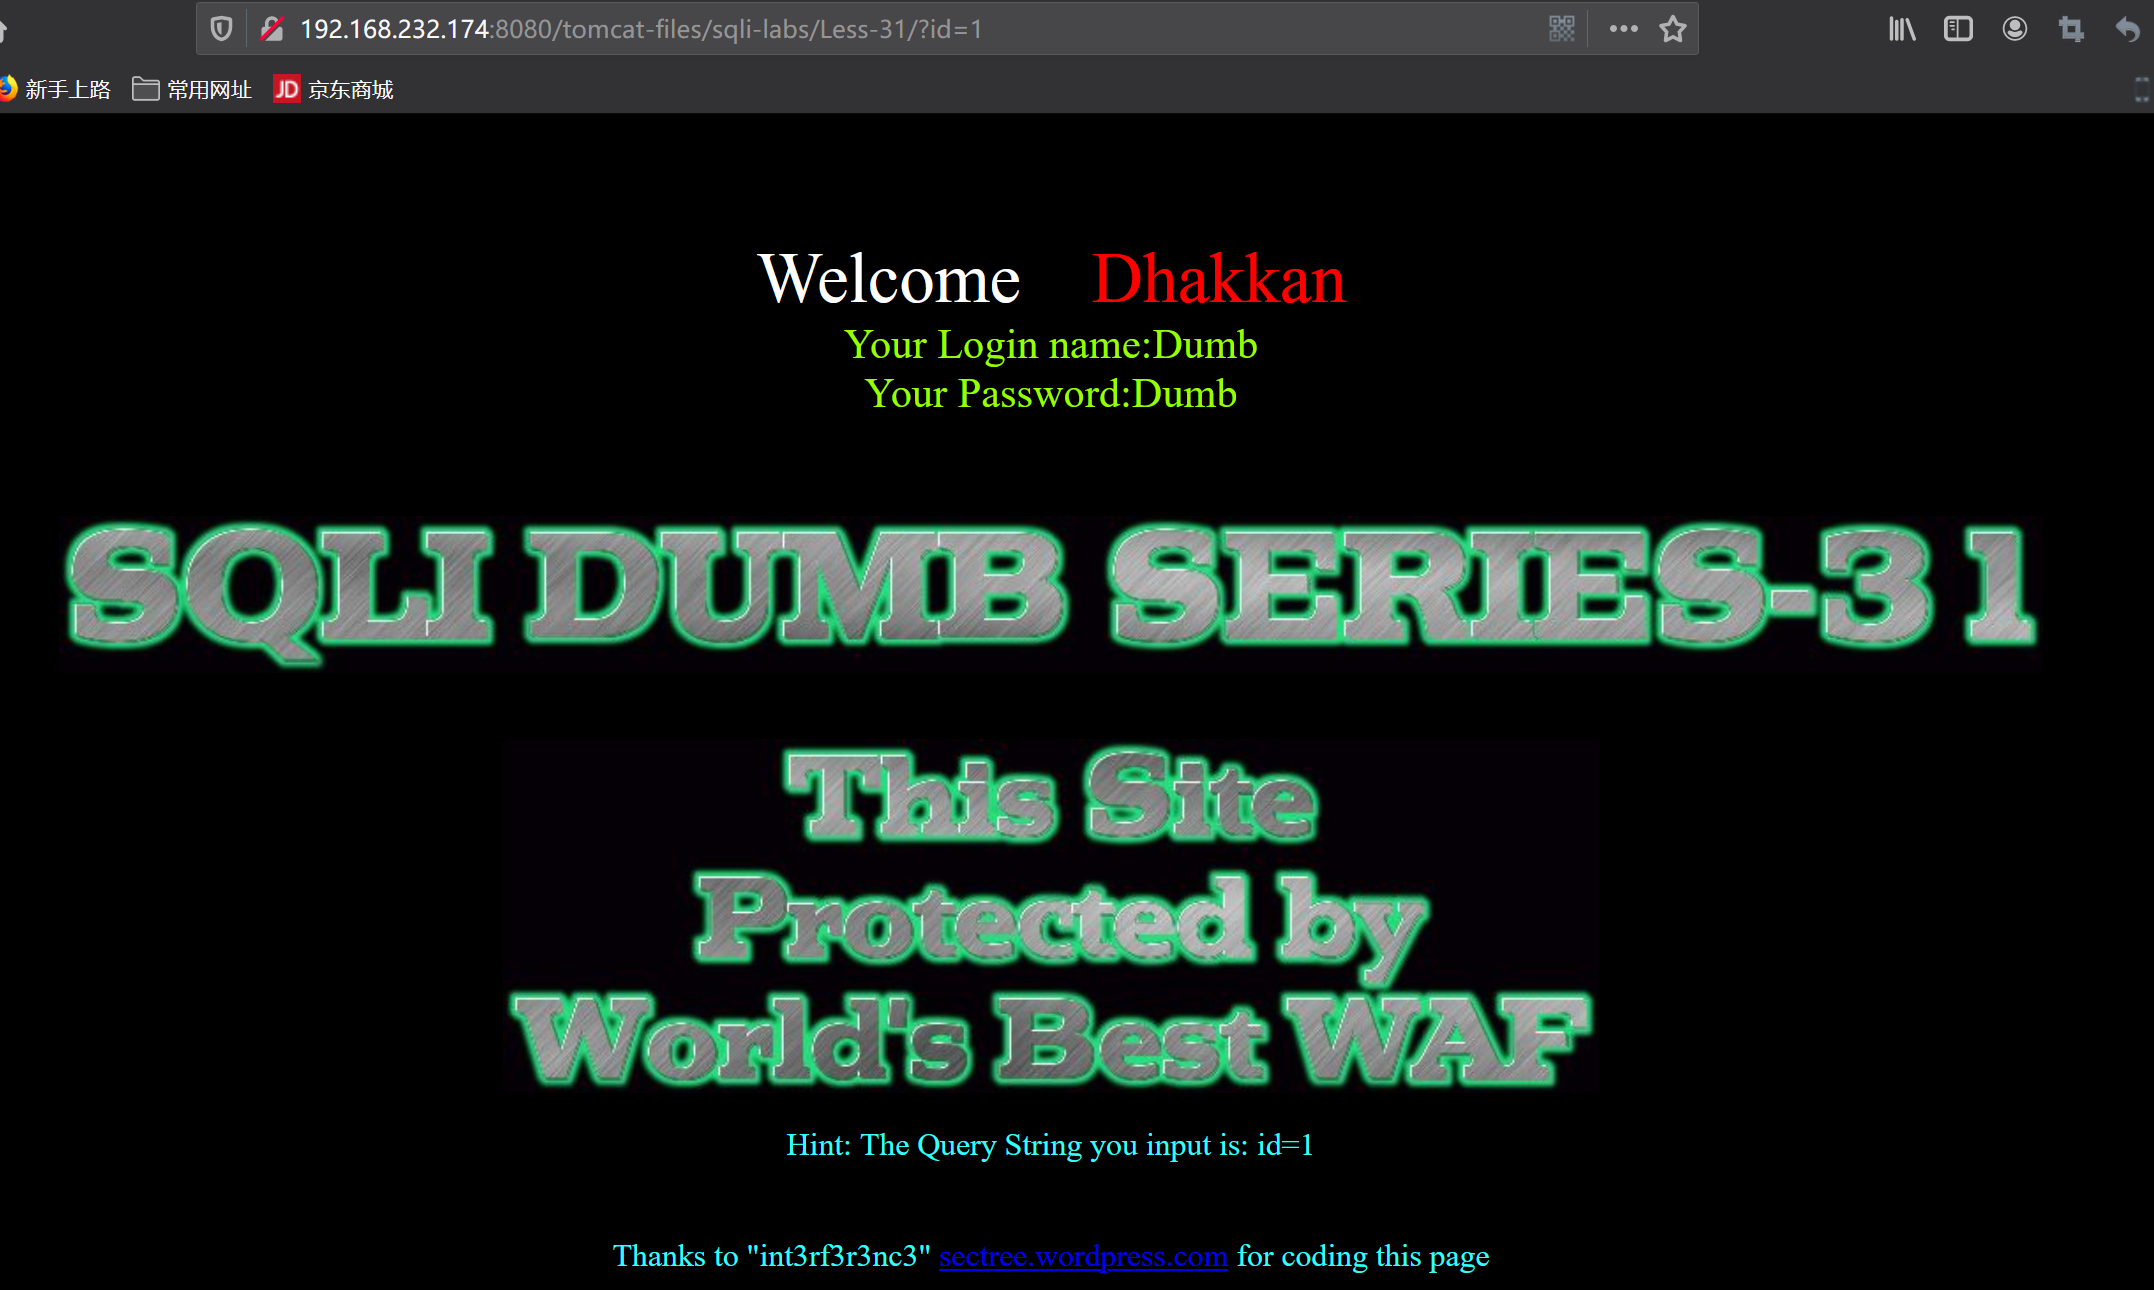 192.168.232.174:8080/tomcat-files/sqli-labs/Less-31/?id=1
新手上路 常用网址 JD 京东商城
Welcome Dhakkan
Your Login name:Dumb
Your Password:Dumb
SQLI DUMB SERIES-31
This Site
Protected by
World's Best WAF
Hint: The Query String you input is: id=1
Thanks to "int3rf3r3nc3" sectree.wordpress.com for coding this page